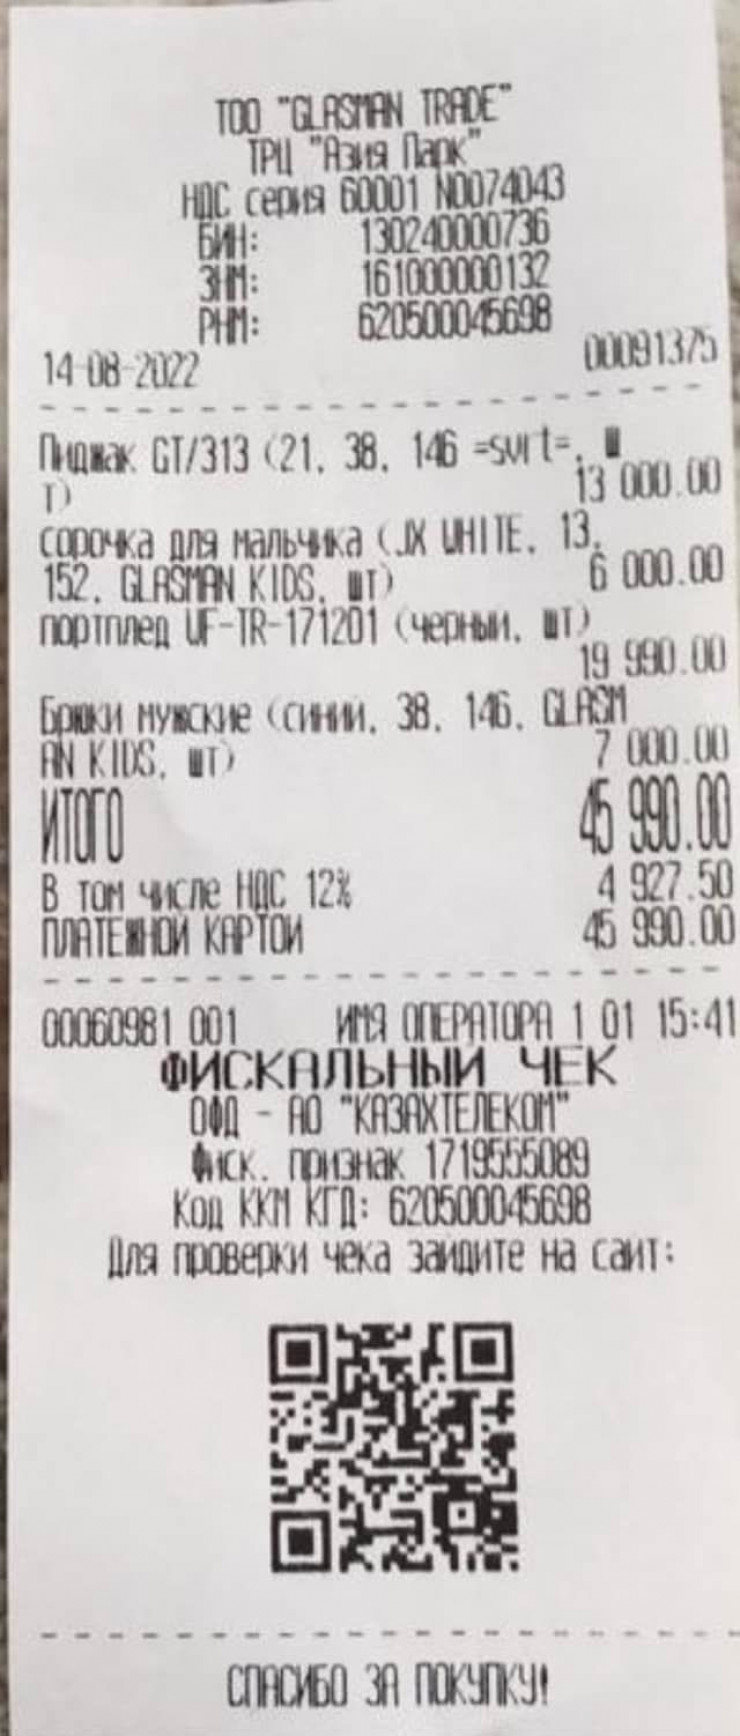 ТОО "GLASMAN TRADE"
ТРЦ "Азия Парк"
НДС серия 60001 N0074043
БИН: 130240000736
ЗНМ: 161000000132
РНМ: 620500045698
14-08-2022 00091375
Пиджак GT/313 (21, 38, 146 =svrt=, ш
т) 13 000.00
сорочка для мальчика (JX WHITE, 13,
152, GLASMAN KIDS, шт) 6 000.00
портплед UF-TR-171201 (черный, шт)
19 990.00
Брюки мужские (синий, 38, 146, GLASM
AN KIDS, шт) 7 000.00
ИТОГО 45 990.00
В том числе НДС 12% 4 927.50
ПЛАТЕЖНОЙ КАРТОЙ 45 990.00
00060981 001 ИМЯ ОПЕРАТОРА 1 01 15:41
ФИСКАЛЬНЫЙ ЧЕК
ОФД - АО "КАЗАХТЕЛЕКОМ"
Фиск. признак 1719555089
Код ККМ КГД: 620500045698
Для проверки чека зайдите на сайт:
СПАСИБО ЗА ПОКУПКУ!